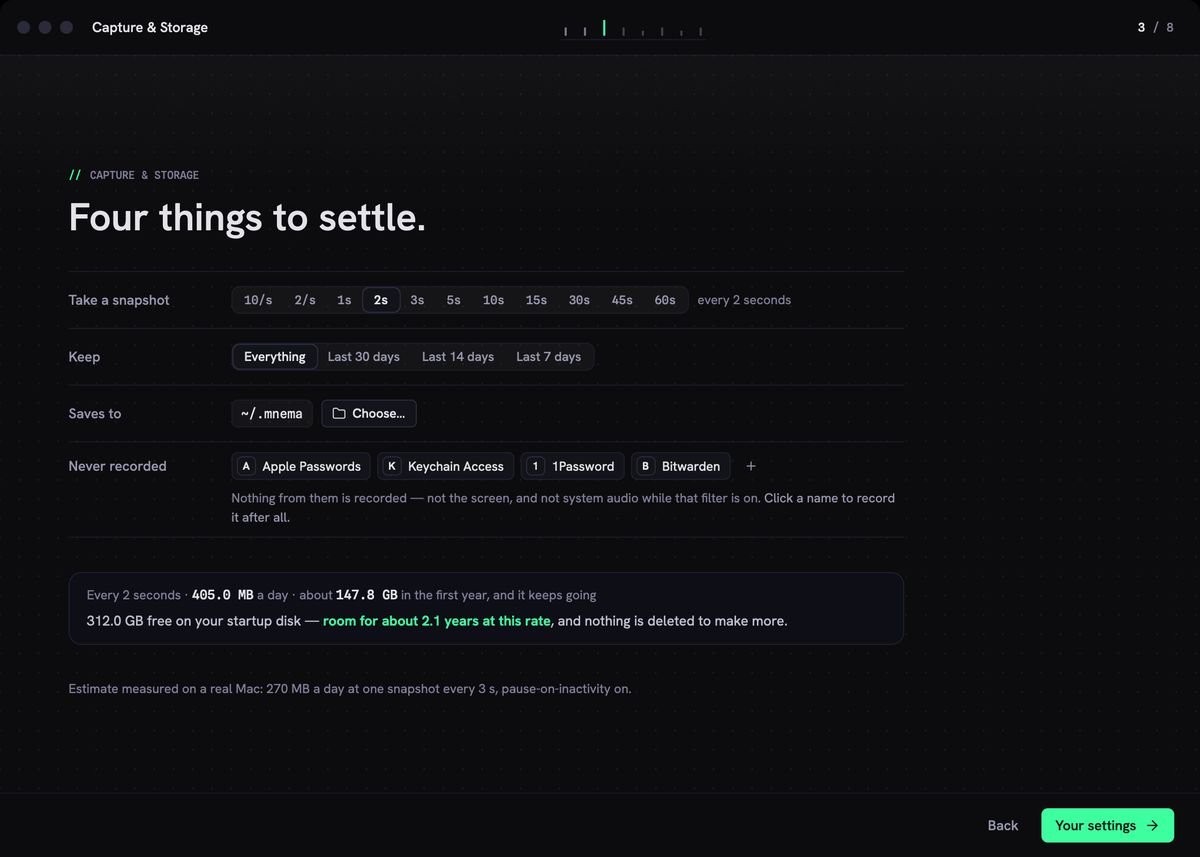 Capture & Storage
3 / 8
// CAPTURE & STORAGE
Four things to settle.
Take a snapshot 10/s 2/s 1s 2s 3s 5s 10s 15s 30s 45s 60s every 2 seconds
Keep Everything Last 30 days Last 14 days Last 7 days
Saves to ~/.mnema Choose...
Never recorded A Apple Passwords K Keychain Access 1 1Password B Bitwarden +
Nothing from them is recorded — not the screen, and not system audio while that filter is on. Click a name to record
it after all.
Every 2 seconds · 405.0 MB a day · about 147.8 GB in the first year, and it keeps going
312.0 GB free on your startup disk — room for about 2.1 years at this rate, and nothing is deleted to make more.
Estimate measured on a real Mac: 270 MB a day at one snapshot every 3 s, pause-on-inactivity on.
Back Your settings →